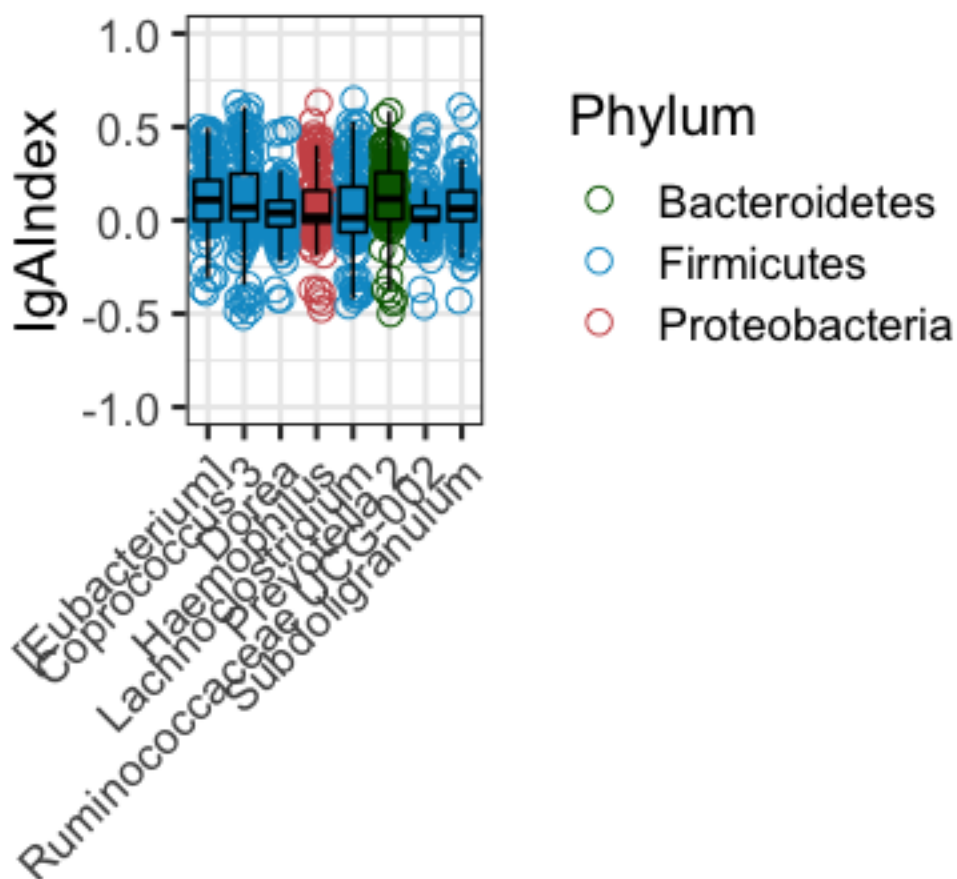 IgAIndex
1.0
0.5
0.0
-0.5
-1.0
[Eubacterium]
Coprococcus 3
Dorea
Haemophilus
Lachnoclostridium
Prevotella 2
Ruminococcaceae UCG-002
Subdoligranulum
Phylum
Bacteroidetes
Firmicutes
Proteobacteria